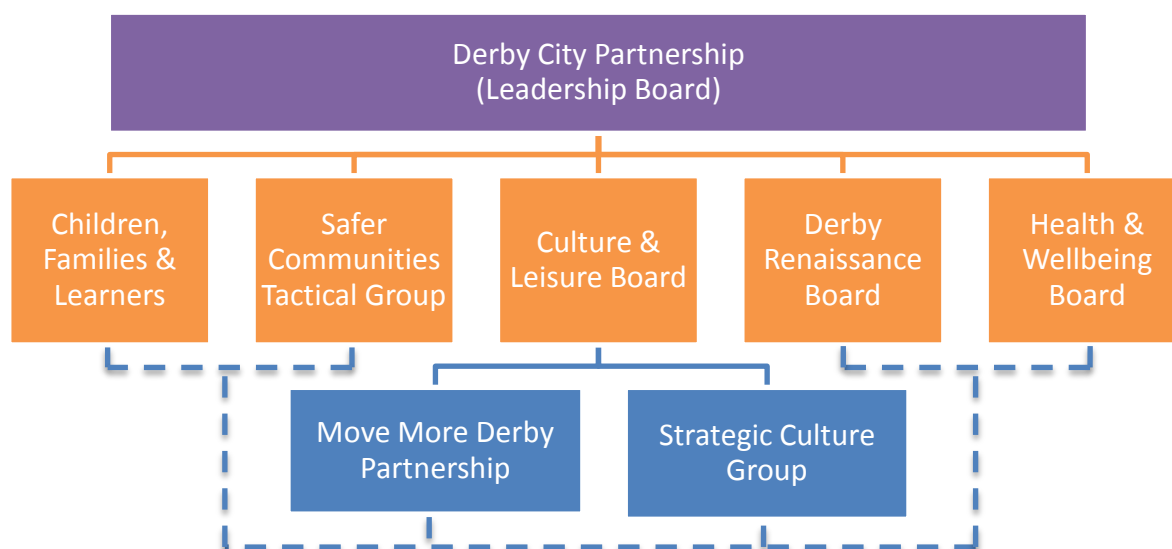 Derby City Partnership
(Leadership Board)
Children,
Families &
Learners
Safer
Communities
Tactical Group
Culture &
Leisure Board
Derby
Renaissance
Board
Health &
Wellbeing
Board
Move More Derby
Partnership
Strategic Culture
Group